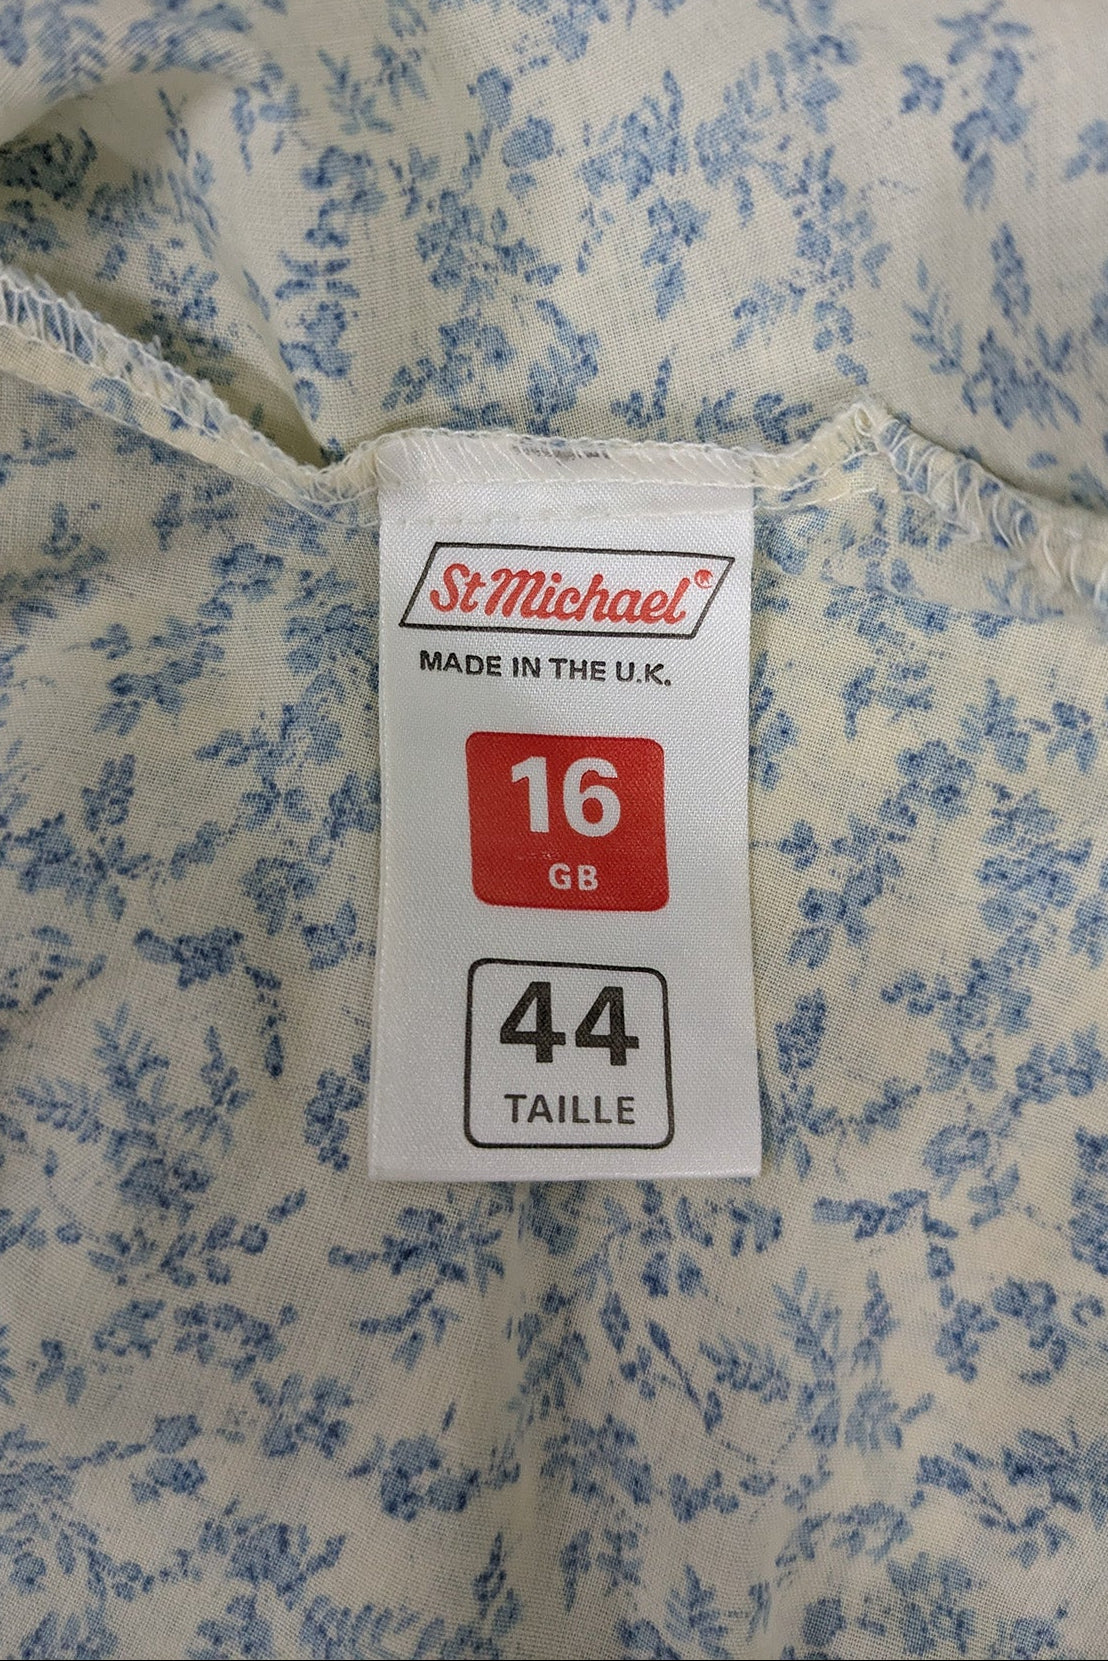 St Michael®
MADE IN THE U.K.
16
GB
44
TAILLE